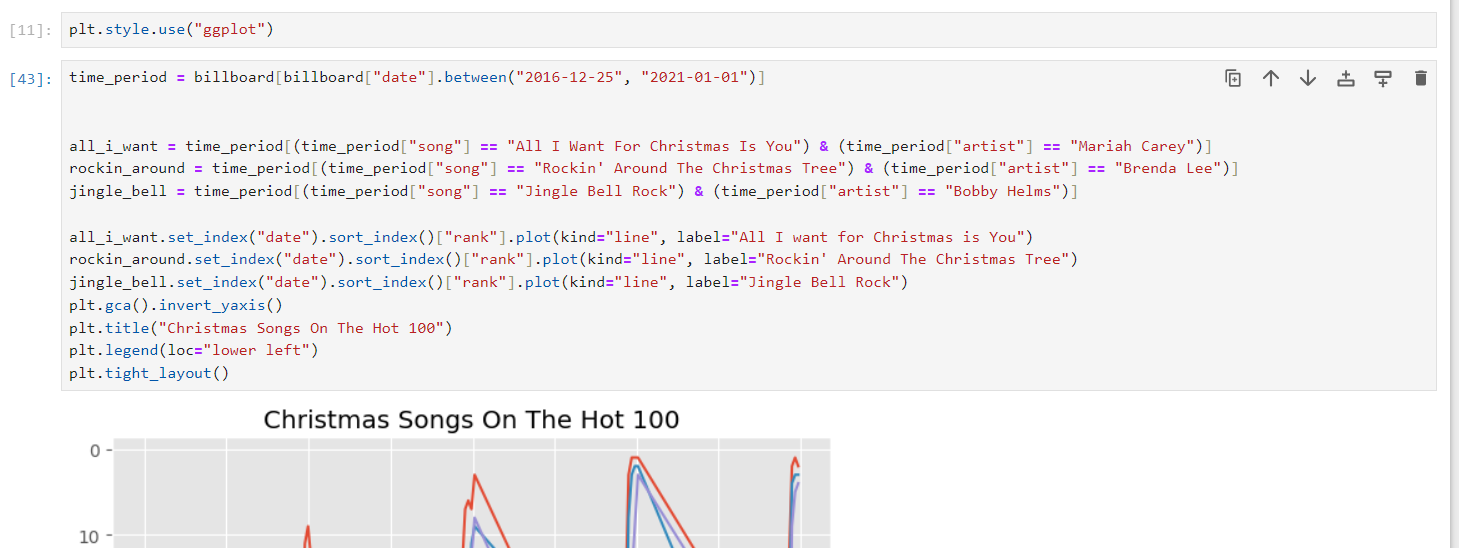 [11]: plt.style.use("ggplot")
[43]: time_period = billboard[billboard["date"].between("2016-12-25", "2021-01-01")]
all_i_want = time_period[(time_period["song"] == "All I Want For Christmas Is You") & (time_period["artist"] == "Mariah Carey")]
rockin_around = time_period[(time_period["song"] == "Rockin' Around The Christmas Tree") & (time_period["artist"] == "Brenda Lee")]
jingle_bell = time_period[(time_period["song"] == "Jingle Bell Rock") & (time_period["artist"] == "Bobby Helms")]
all_i_want.set_index("date").sort_index()["rank"].plot(kind="line", label="All I want for Christmas is You")
rockin_around.set_index("date").sort_index()["rank"].plot(kind="line", label="Rockin' Around The Christmas Tree")
jingle_bell.set_index("date").sort_index()["rank"].plot(kind="line", label="Jingle Bell Rock")
plt.gca().invert_yaxis()
plt.title("Christmas Songs On The Hot 100")
plt.legend(loc="lower left")
plt.tight_layout()
Christmas Songs On The Hot 100
0
10